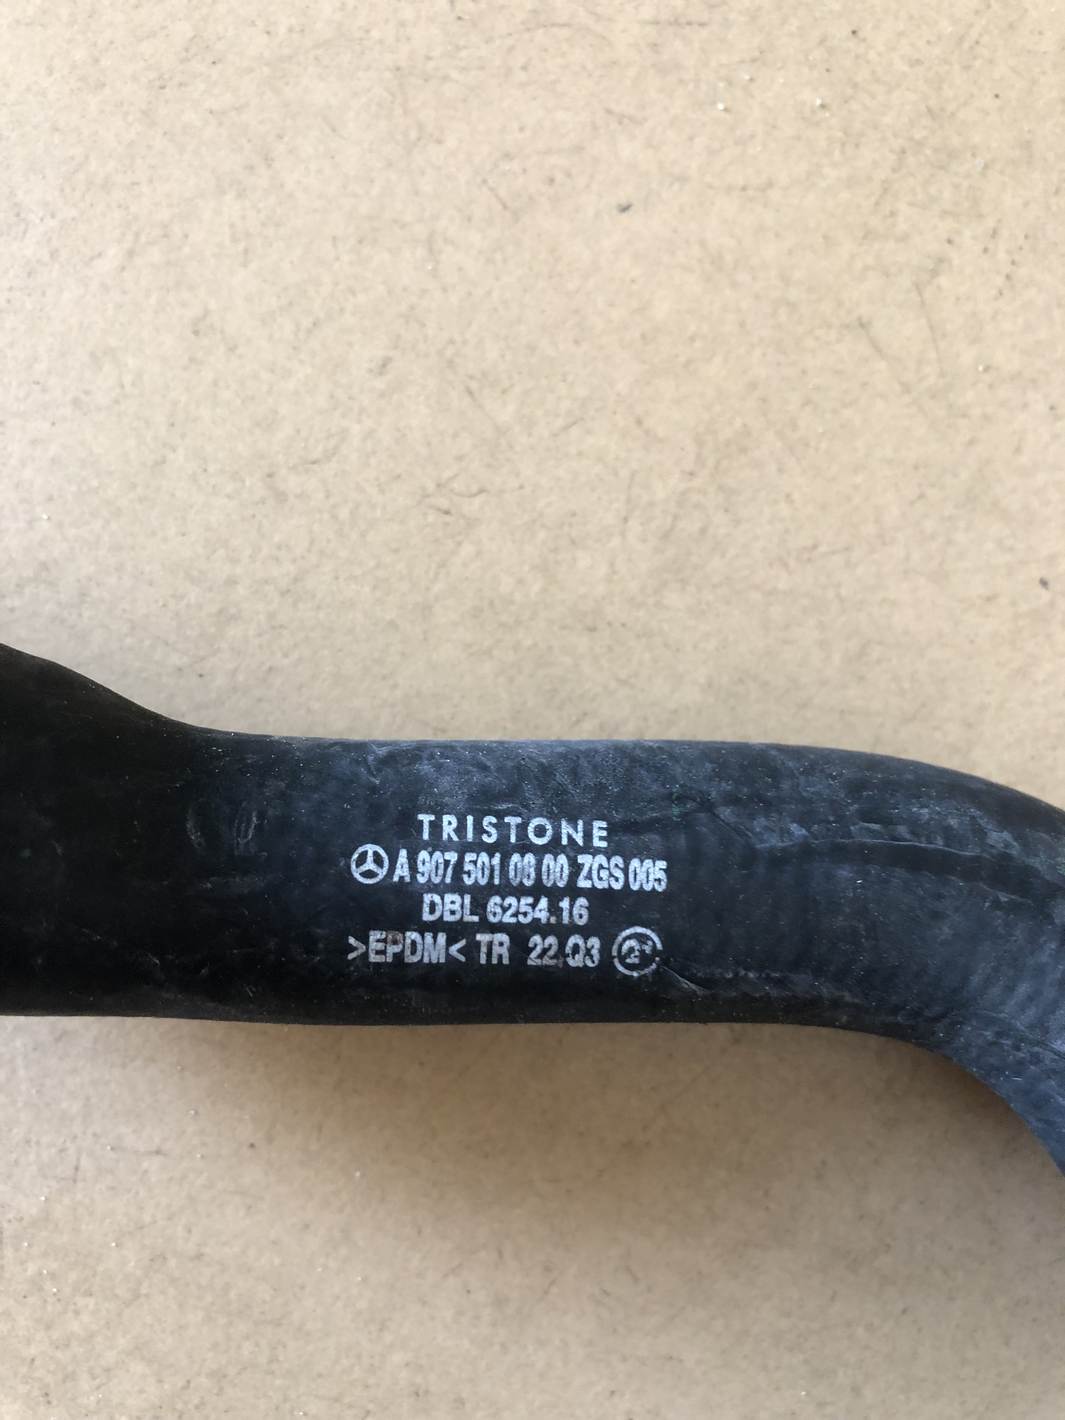 TRISTONE
A 907 501 08 00 ZGS 005
DBL 6254.16
>EPDM< TR 22.Q3